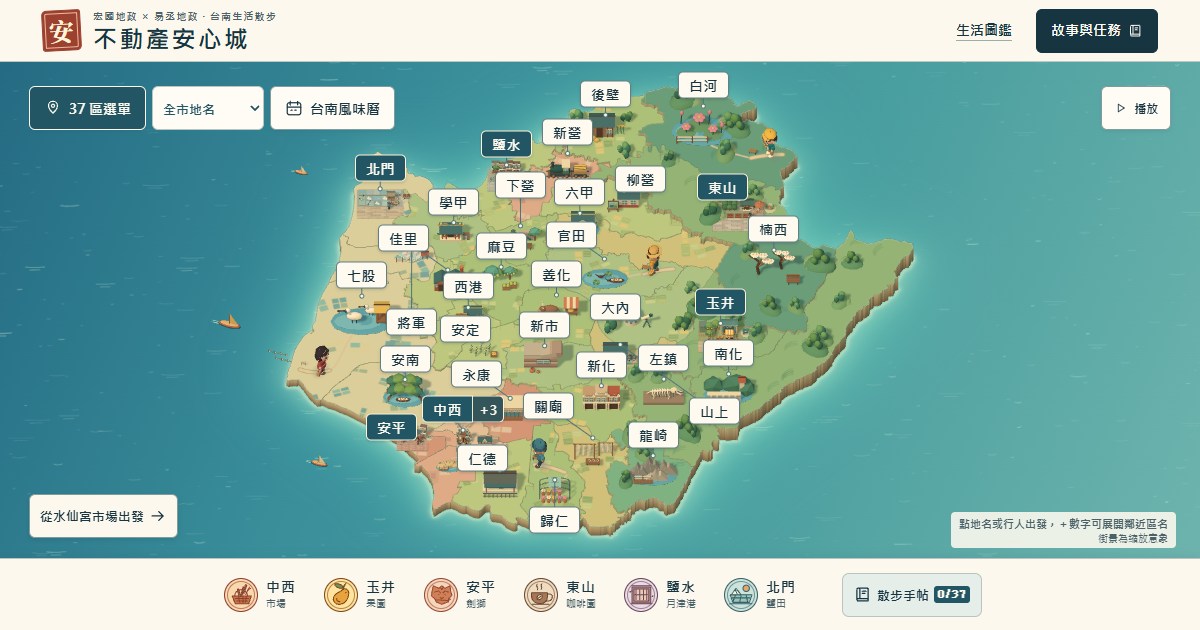 安
宏國地政 × 易丞地政 · 台南生活散步
不動產安心城
生活圖鑑
故事與任務
37 區選單
全市地名
台南風味曆
播放
白河
後壁
新營
鹽水
北門
下營
六甲
柳營
東山
學甲
佳里
麻豆
官田
楠西
七股
西港
善化
大內
玉井
將軍
安定
新市
安南
永康
新化
左鎮
南化
中西 +3
關廟
山上
安平
仁德
龍崎
歸仁
從水仙宮市場出發 →
點地名或行人出發，+ 數字可展開鄰近區名
街景為縮放意象
中西
市場
玉井
果園
安平
劍獅
東山
咖啡園
鹽水
月津港
北門
鹽田
散步手帖 0/37